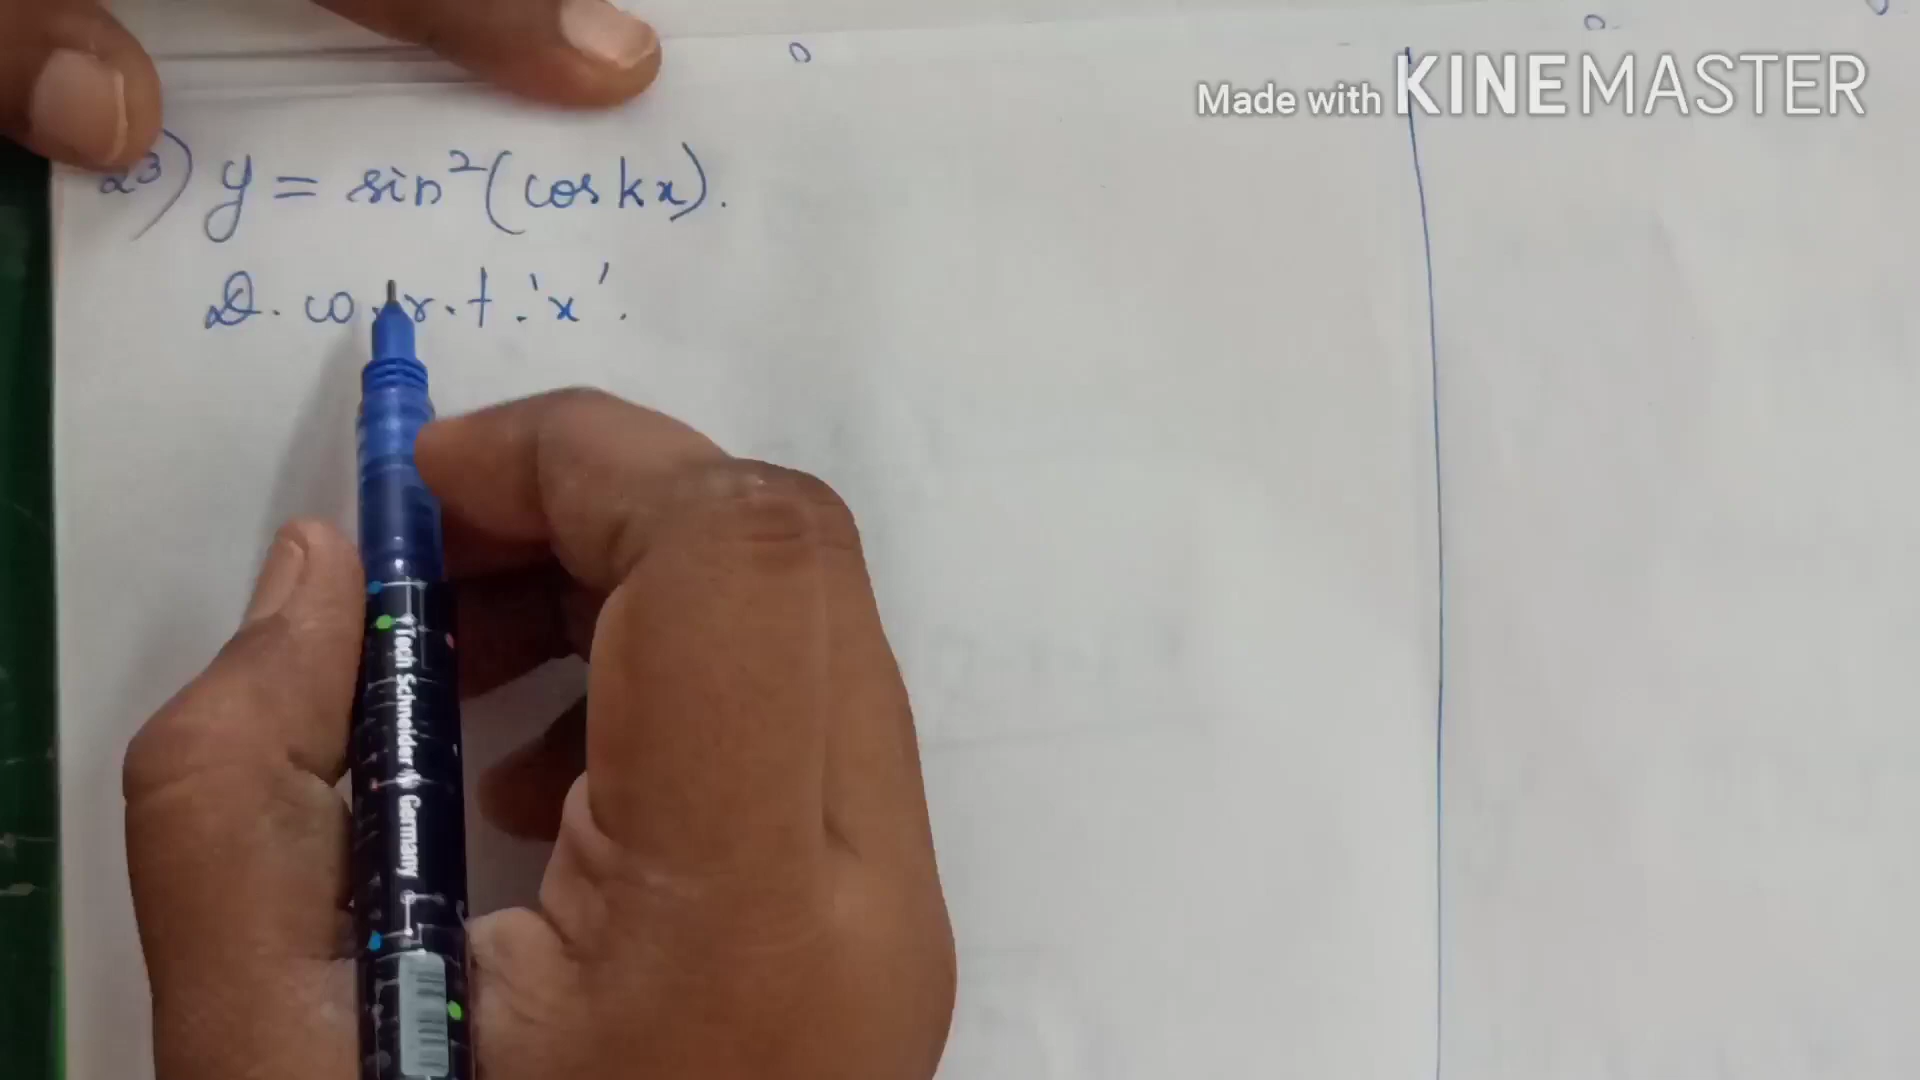 Made with KINEMASTER
23) y = sin²(cos kx).
D. w.r.t. 'x'.
Tech Schneider Germany